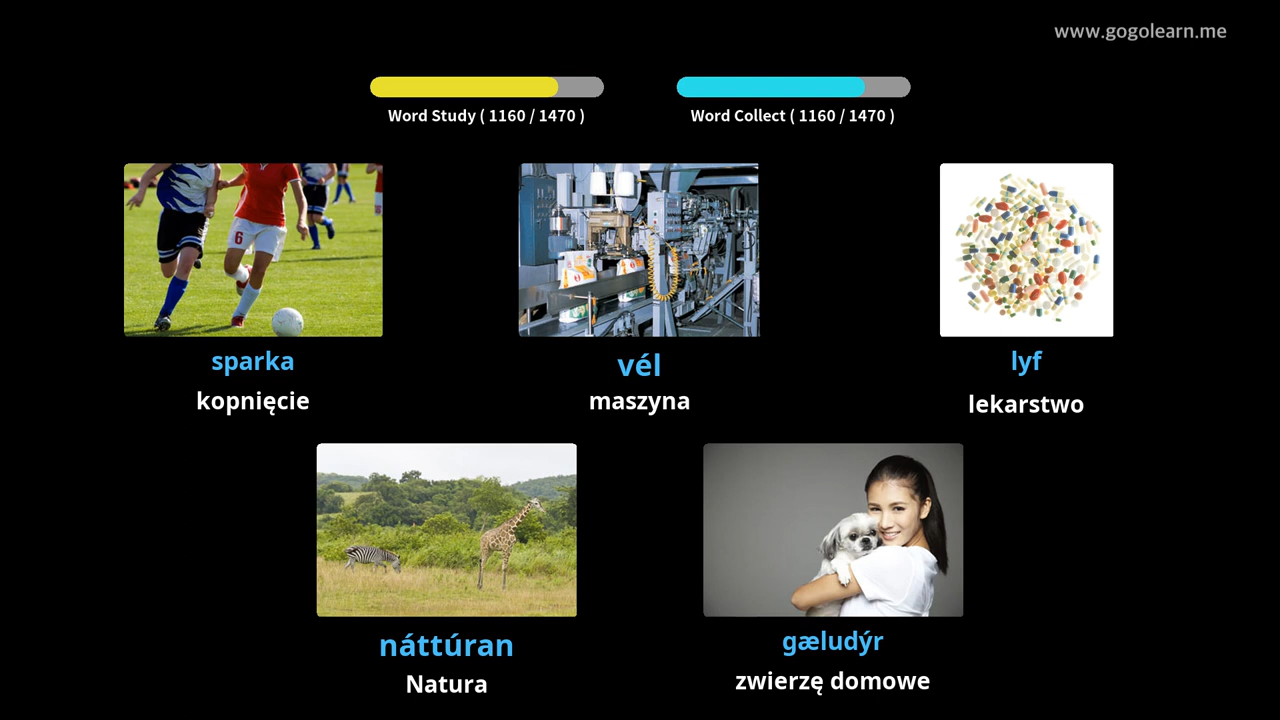 www.gogolearn.me
Word Study ( 1160 / 1470 )
Word Collect ( 1160 / 1470 )
6
sparka
kopnięcie
vél
maszyna
lyf
lekarstwo
náttúran
Natura
gæludýr
zwierzę domowe